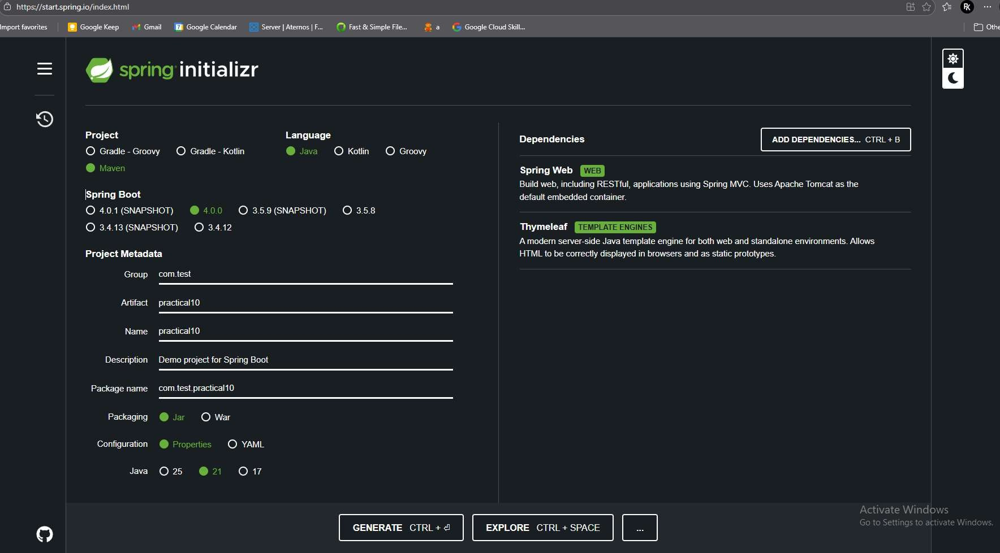 https://start.spring.io/index.html
Import favorites Google Keep Gmail Google Calendar Server | Aternos | F... Fast & Simple File... a Google Cloud Skill...
spring initializr
Project
Gradle - Groovy Gradle - Kotlin
Maven
Language
Java Kotlin Groovy
Spring Boot
4.0.1 (SNAPSHOT) 4.0.0 3.5.9 (SNAPSHOT) 3.5.8
3.4.13 (SNAPSHOT) 3.4.12
Project Metadata
Group com.test
Artifact practical10
Name practical10
Description Demo project for Spring Boot
Package name com.test.practical10
Packaging Jar War
Configuration Properties YAML
Java 25 21 17
Dependencies
ADD DEPENDENCIES... CTRL + B
Spring Web WEB
Build web, including RESTful, applications using Spring MVC. Uses Apache Tomcat as the
default embedded container.
Thymeleaf TEMPLATE ENGINES
A modern server-side Java template engine for both web and standalone environments. Allows
HTML to be correctly displayed in browsers and as static prototypes.
GENERATE CTRL + ⏎ EXPLORE CTRL + SPACE ...
Activate Windows
Go to Settings to activate Windows.